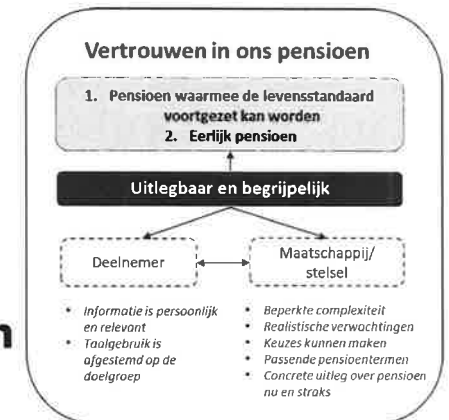 Vertrouwen in ons pensioen
1. Pensioen waarmee de levensstandaard
voortgezet kan worden
2. Eerlijk pensioen
Uitlegbaar en begrijpelijk
Deelnemer
Maatschappij/
stelsel
• Informatie is persoonlijk
en relevant
• Taalgebruik is
afgestemd op de
doelgroep
• Beperkte complexiteit
• Realistische verwachtingen
• Keuzes kunnen maken
• Passende pensioentermen
• Concrete uitleg over pensioen
nu en straks
n